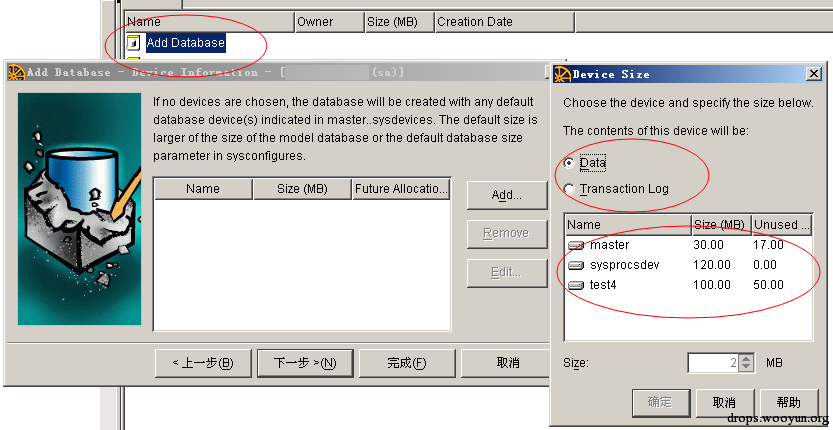 Name Owner Size (MB) Creation Date
Add Database
Add Database - Device Information - [ (sa)]
If no devices are chosen, the database will be created with any default
database device(s) indicated in master..sysdevices. The default size is
larger of the size of the model database or the default database size
parameter in sysconfigures.
Name Size (MB) Future Allocatio...
Add...
Remove
Edit...
< 上一步(B) 下一步 >(N) 完成(F) 取消
Device Size
Choose the device and specify the size below.
The contents of this device will be:
Data
Transaction Log
Name Size (MB) Unused ...
master 30.00 17.00
sysprocsdev 120.00 0.00
test4 100.00 50.00
Size: 2 MB
确定 取消 帮助
drops.wooyun.org